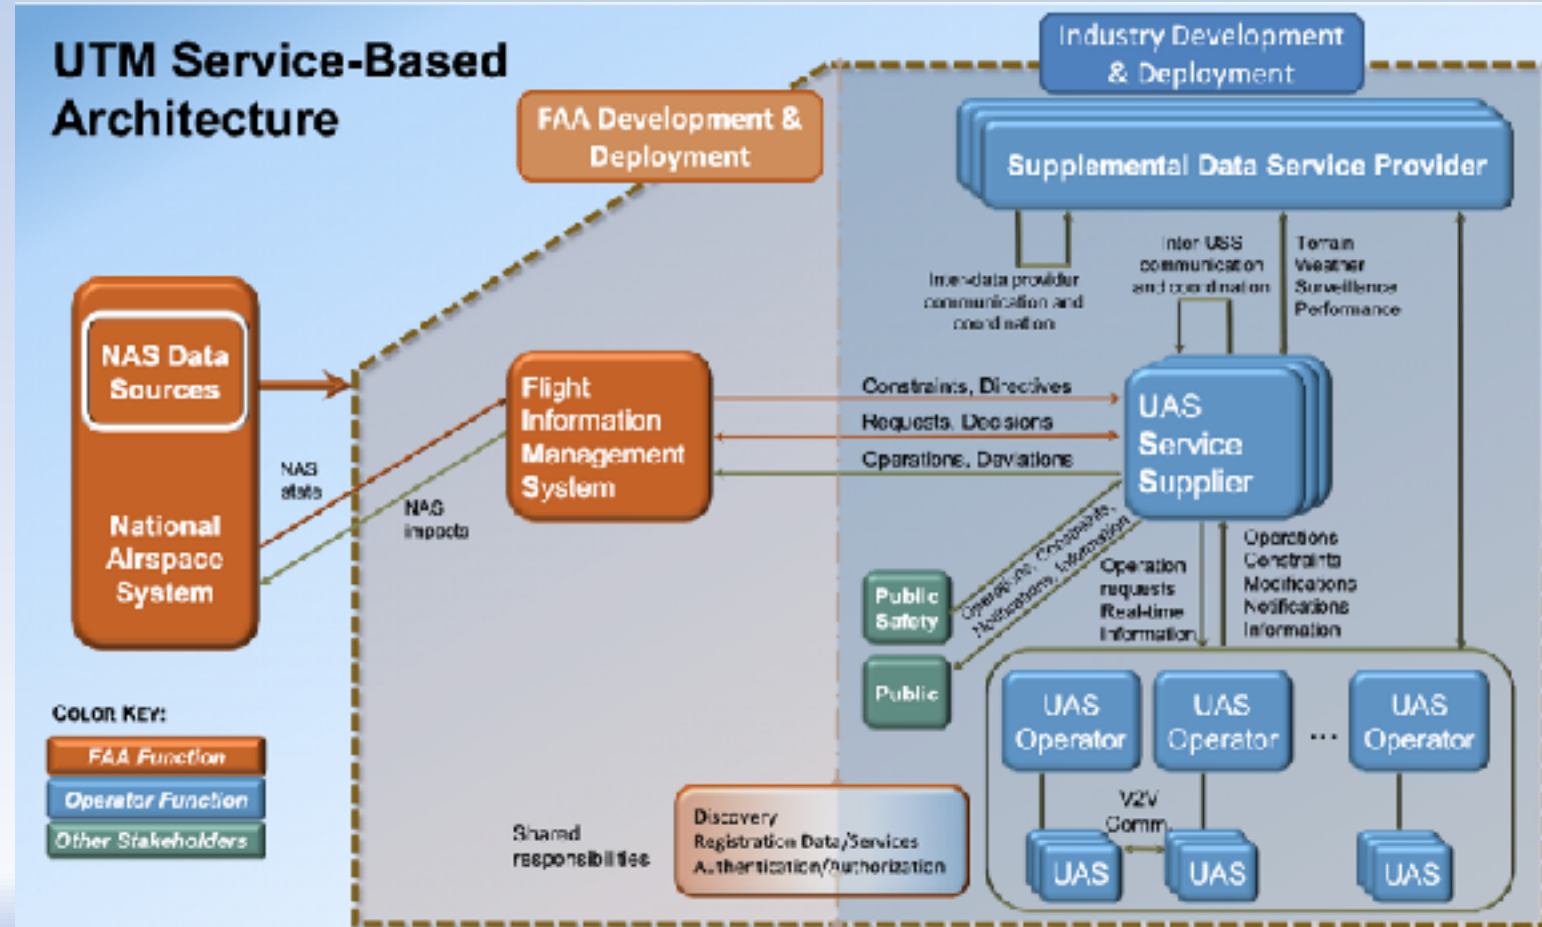 UTM Service-Based
Architecture
Industry Development
& Deployment
FAA Development &
Deployment
Supplemental Data Service Provider
Inter-data provider
communication and
coordination
Inter-USS
communication
and coordination
Terrain
Weather
Surveillance
Performance
NAS Data
Sources
National
Airspace
System
NAS
state
NAS
impacts
Flight
Information
Management
System
Constraints, Directives
Requests, Decisions
Operations, Deviations
UAS
Service
Supplier
Operations, Constraints,
Notifications, Information
Operation
requests
Real-time
Information
Operations
Constraints
Modifications
Notifications
Information
Public
Safety
Public
UAS
Operator
UAS
Operator
...
UAS
Operator
V2V
Comm.
UAS
UAS
UAS
COLOR KEY:
FAA Function
Operator Function
Other Stakeholders
Shared
responsibilities
Discovery
Registration Data/Services
Authentication/Authorization